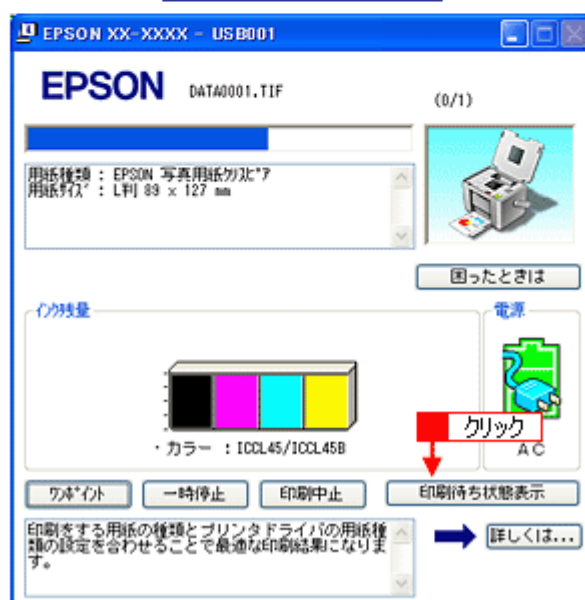 EPSON XX-XXXX - USB001
EPSON DATA0001.TIF
(0/1)
用紙種類 : EPSON 写真用紙ｸﾘｽﾋﾟｱ
用紙ｻｲｽﾞ : L判 89 x 127 mm
困ったときは
ｲﾝｸ残量
電源
クリック
・カラー : ICCL45/ICCL45B
AC
ﾜﾝﾎﾟｲﾝﾄ
一時停止
印刷中止
印刷待ち状態表示
印刷をする用紙の種類とプリンタドライバの用紙種
類の設定を合わせることで最適な印刷結果になりま
す。
詳しくは...